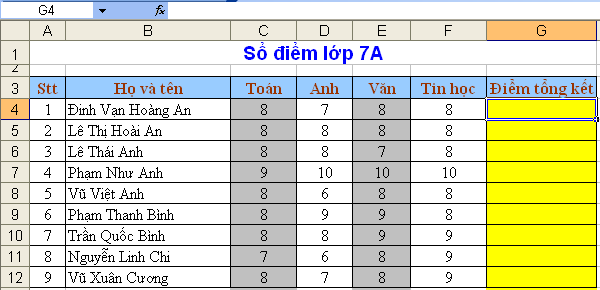 G4 fx
A B C D E F G
1 Sổ điểm lớp 7A
2
3 Stt Họ và tên Toán Anh Văn Tin học Điểm tổng kết
4 1 Đinh Vạn Hoàng An 8 7 8 8
5 2 Lê Thị Hoài An 8 8 8 8
6 3 Lê Thái Anh 8 8 7 8
7 4 Phạm Như Anh 9 10 10 10
8 5 Vũ Việt Anh 8 6 8 8
9 6 Phạm Thanh Bình 8 9 9 8
10 7 Trần Quốc Bình 8 8 9 9
11 8 Nguyễn Linh Chi 7 6 8 9
12 9 Vũ Xuân Cương 8 7 8 9